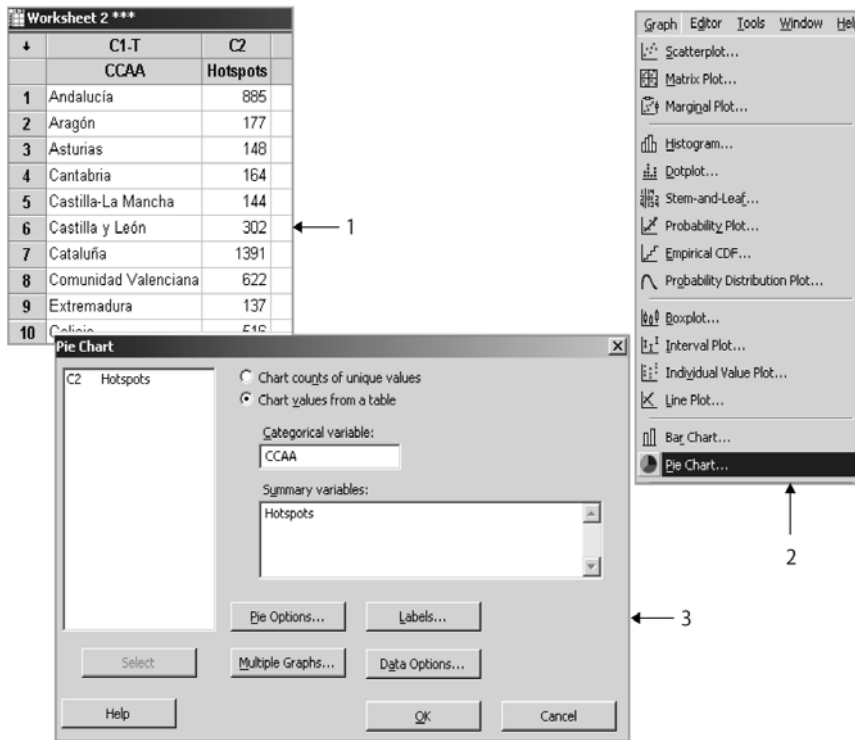 Worksheet 2 ***
↓ C1-T C2
CCAA Hotspots
1 Andalucía 885
2 Aragón 177
3 Asturias 148
4 Cantabria 164
5 Castilla-La Mancha 144
6 Castilla y León 302
7 Cataluña 1391
8 Comunidad Valenciana 622
9 Extremadura 137
10 Galicia 516
1
Graph Editor Tools Window Help
Scatterplot...
Matrix Plot...
Marginal Plot...
Histogram...
Dotplot...
Stem-and-Leaf...
Probability Plot...
Empirical CDF...
Probability Distribution Plot...
Boxplot...
Interval Plot...
Individual Value Plot...
Line Plot...
Bar Chart...
Pie Chart...
2
Pie Chart
C2 Hotspots
Chart counts of unique values
Chart values from a table
Categorical variable:
CCAA
Summary variables:
Hotspots
Pie Options... Labels...
Select Multiple Graphs... Data Options...
Help OK Cancel
3